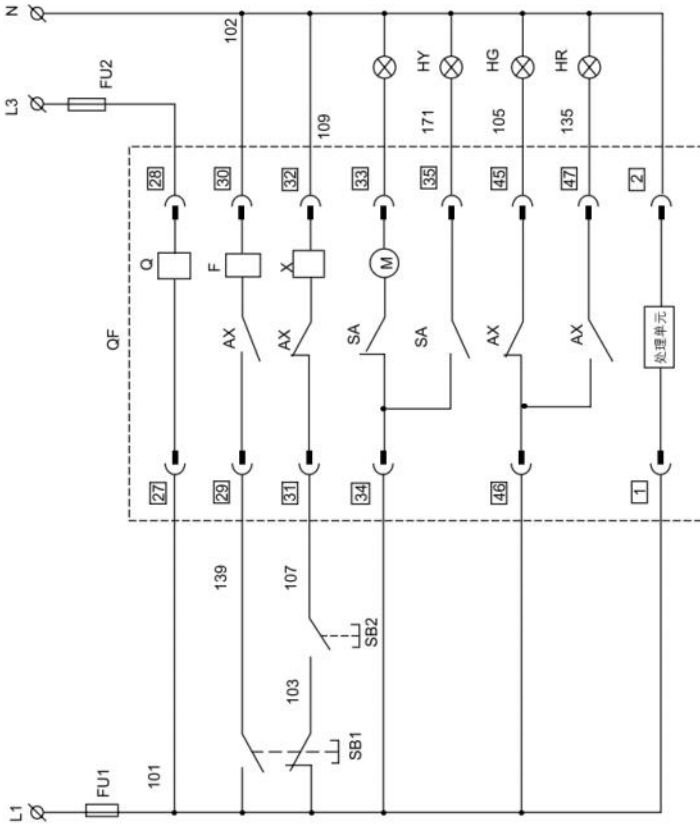 L1
L3
N
FU1
QF
FU2
101
27
Q
28
139
29
AX
F
30
102
103
107
31
AX
X
32
109
SB1
SB2
34
SA
M
33
SA
35
171
HY
46
AX
45
105
HG
AX
47
135
HR
1
处理单元
2